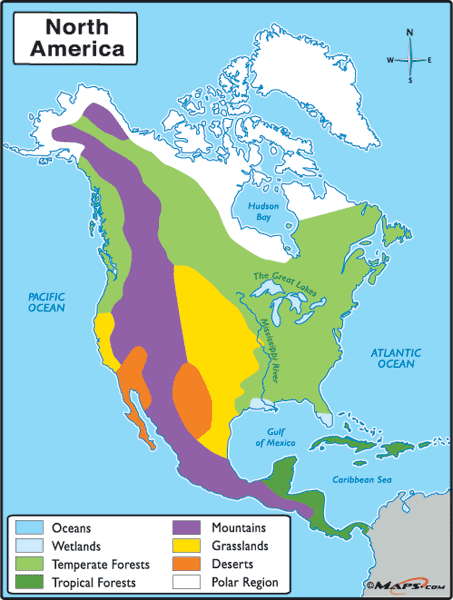 North
America
N
W E
S
Hudson
Bay
The Great Lakes
PACIFIC
OCEAN
Mississippi River
ATLANTIC
OCEAN
Gulf
of Mexico
Caribbean Sea
Oceans
Wetlands
Temperate Forests
Tropical Forests
Mountains
Grasslands
Deserts
Polar Region
©MAPS.COM